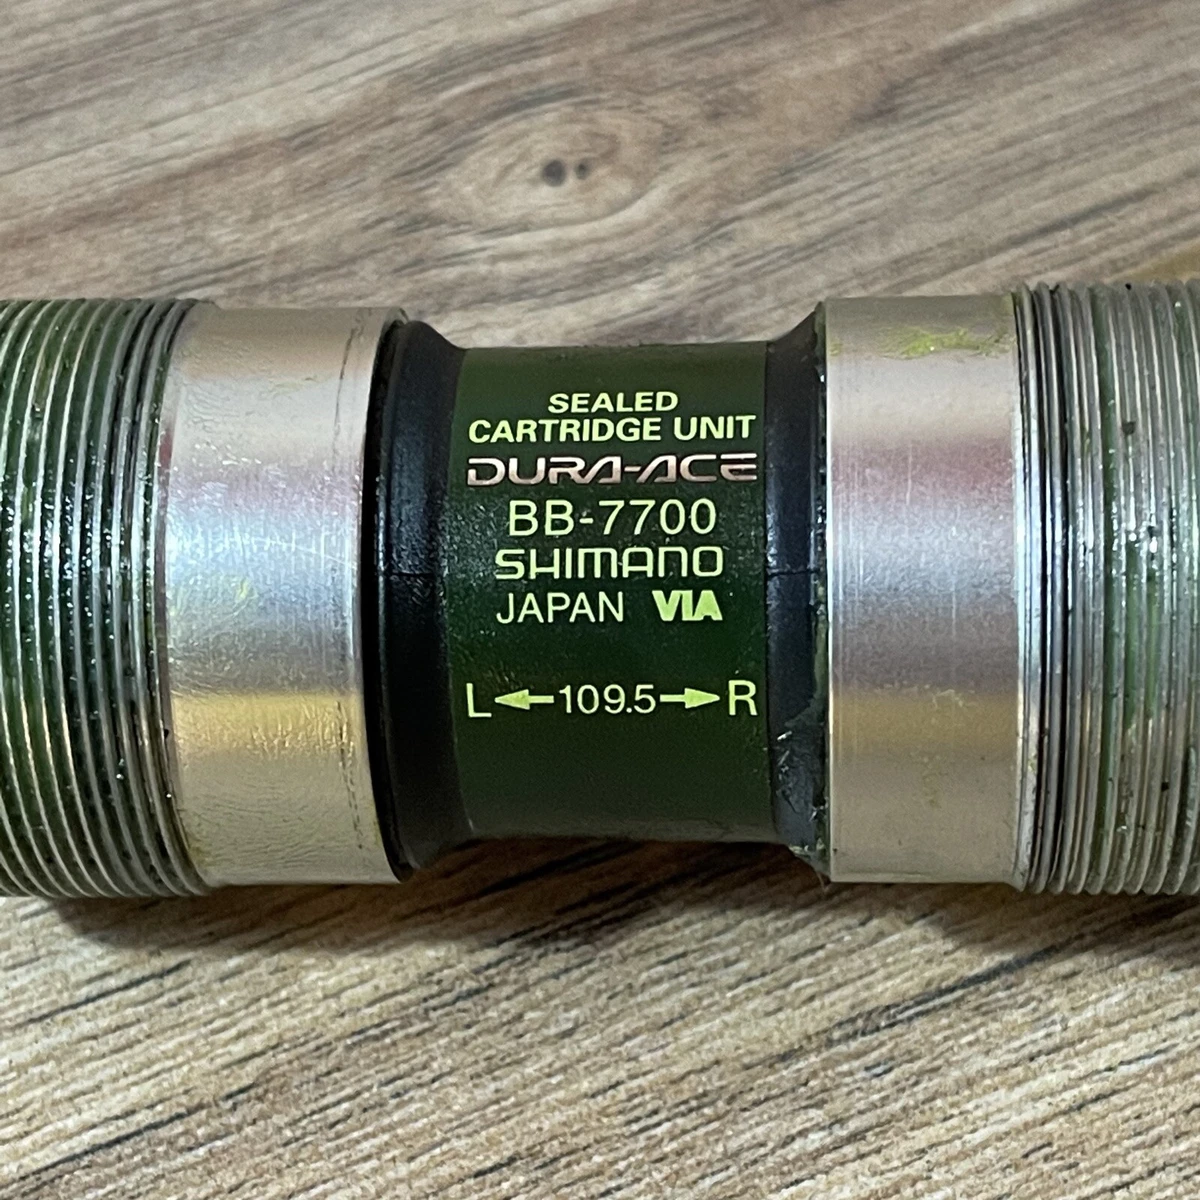 SEALED
CARTRIDGE UNIT
DURA-ACE
BB-7700
SHIMANO
JAPAN VIA
L←109.5→R